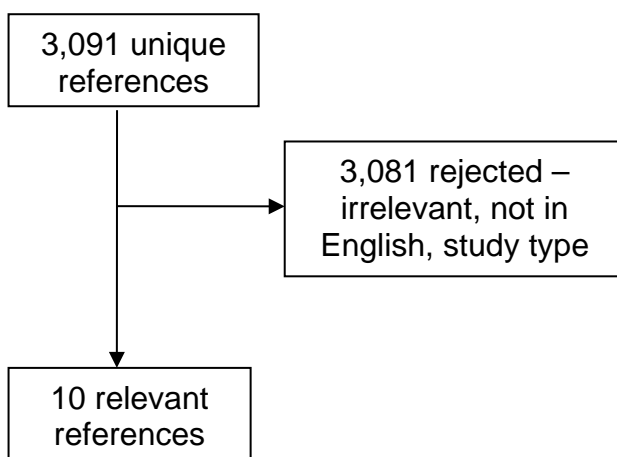 3,091 unique
references
3,081 rejected –
irrelevant, not in
English, study type
10 relevant
references